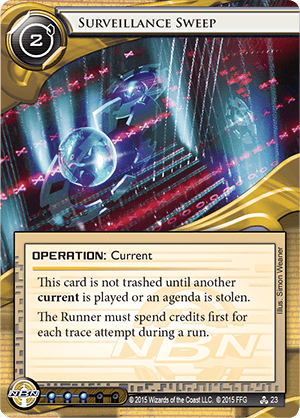 2
SURVEILLANCE SWEEP
OPERATION: Current
This card is not trashed until another
current is played or an agenda is stolen.
The Runner must spend credits first for
each trace attempt during a run.
Illus. Simon Weaner
NBN
NBN
© 2015 Wizards of the Coast LLC. © 2015 FFG
23